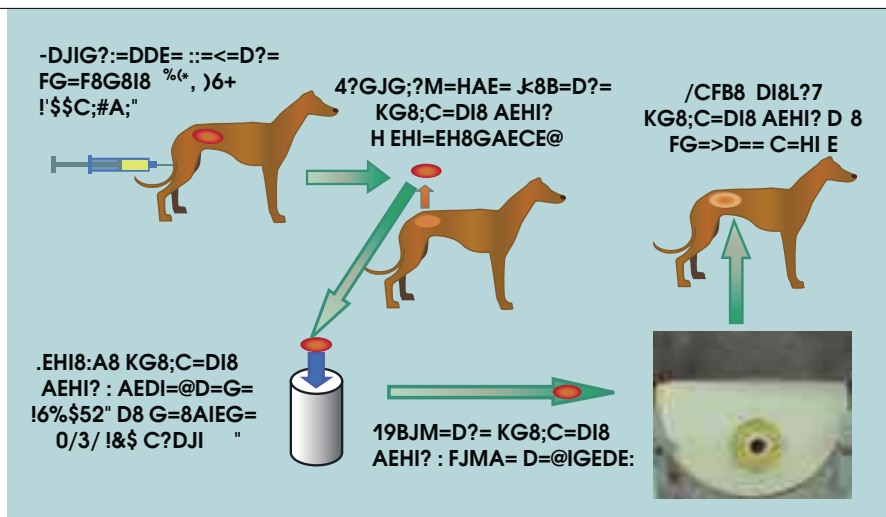 -DJIG?:=DDE= ::=<=D?=
FG=F8G8I8 %(*, )6+
!'$$C;#A;"
4?GJG;?M=HAE= J<8B=D?=
KG8;C=DI8 AEHI?
H EHI=EH8GAECE@
/CFB8 DI8L?7
KG8;C=DI8 AEHI? D 8
FG=>D== C=HI E
.EHI8:A8 KG8;C=DI8
AEHI? : AEDI=@D=G=
!6%$52" D8 G=8AIEG=
0/3/ !&$ C?DJI "
19BJM=D?= KG8;C=DI8
AEHI? : FJMA= D=@IGEDE: